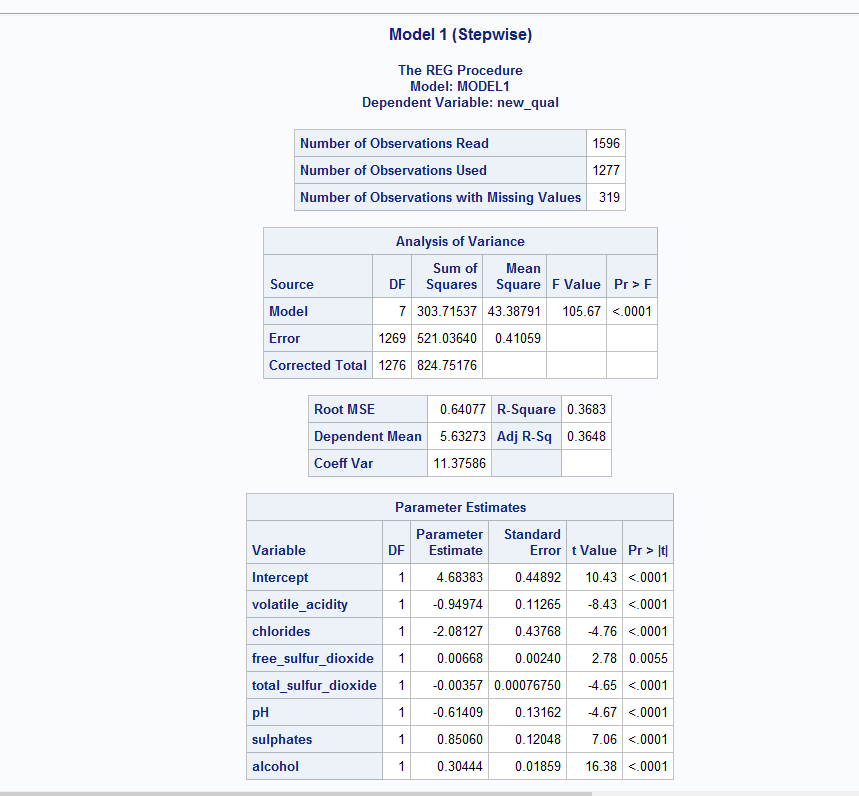 Model 1 (Stepwise)
The REG Procedure
Model: MODEL1
Dependent Variable: new_qual
Number of Observations Read 1596
Number of Observations Used 1277
Number of Observations with Missing Values 319
Analysis of Variance
Source DF Sum of Squares Mean Square F Value Pr > F
Model 7 303.71537 43.38791 105.67 <.0001
Error 1269 521.03640 0.41059
Corrected Total 1276 824.75176
Root MSE 0.64077 R-Square 0.3683
Dependent Mean 5.63273 Adj R-Sq 0.3648
Coeff Var 11.37586
Parameter Estimates
Variable DF Parameter Estimate Standard Error t Value Pr > |t|
Intercept 1 4.68383 0.44892 10.43 <.0001
volatile_acidity 1 -0.94974 0.11265 -8.43 <.0001
chlorides 1 -2.08127 0.43768 -4.76 <.0001
free_sulfur_dioxide 1 0.00668 0.00240 2.78 0.0055
total_sulfur_dioxide 1 -0.00357 0.00076750 -4.65 <.0001
pH 1 -0.61409 0.13162 -4.67 <.0001
sulphates 1 0.85060 0.12048 7.06 <.0001
alcohol 1 0.30444 0.01859 16.38 <.0001